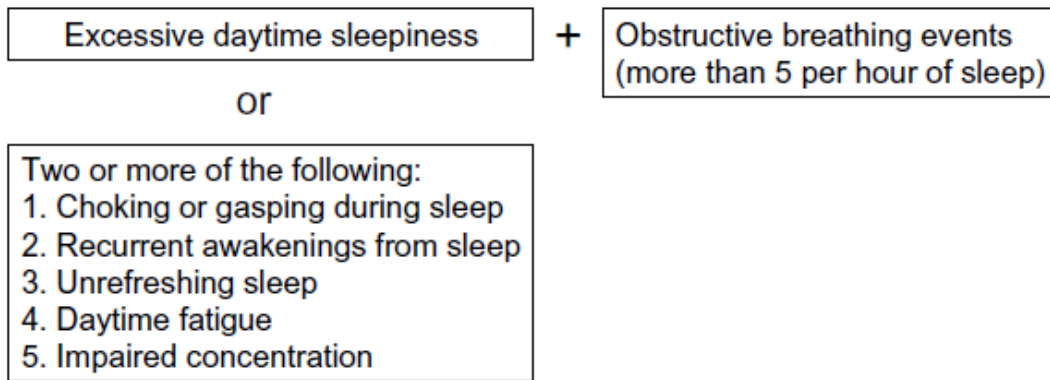 Excessive daytime sleepiness
+
Obstructive breathing events
(more than 5 per hour of sleep)
or
Two or more of the following:
1. Choking or gasping during sleep
2. Recurrent awakenings from sleep
3. Unrefreshing sleep
4. Daytime fatigue
5. Impaired concentration